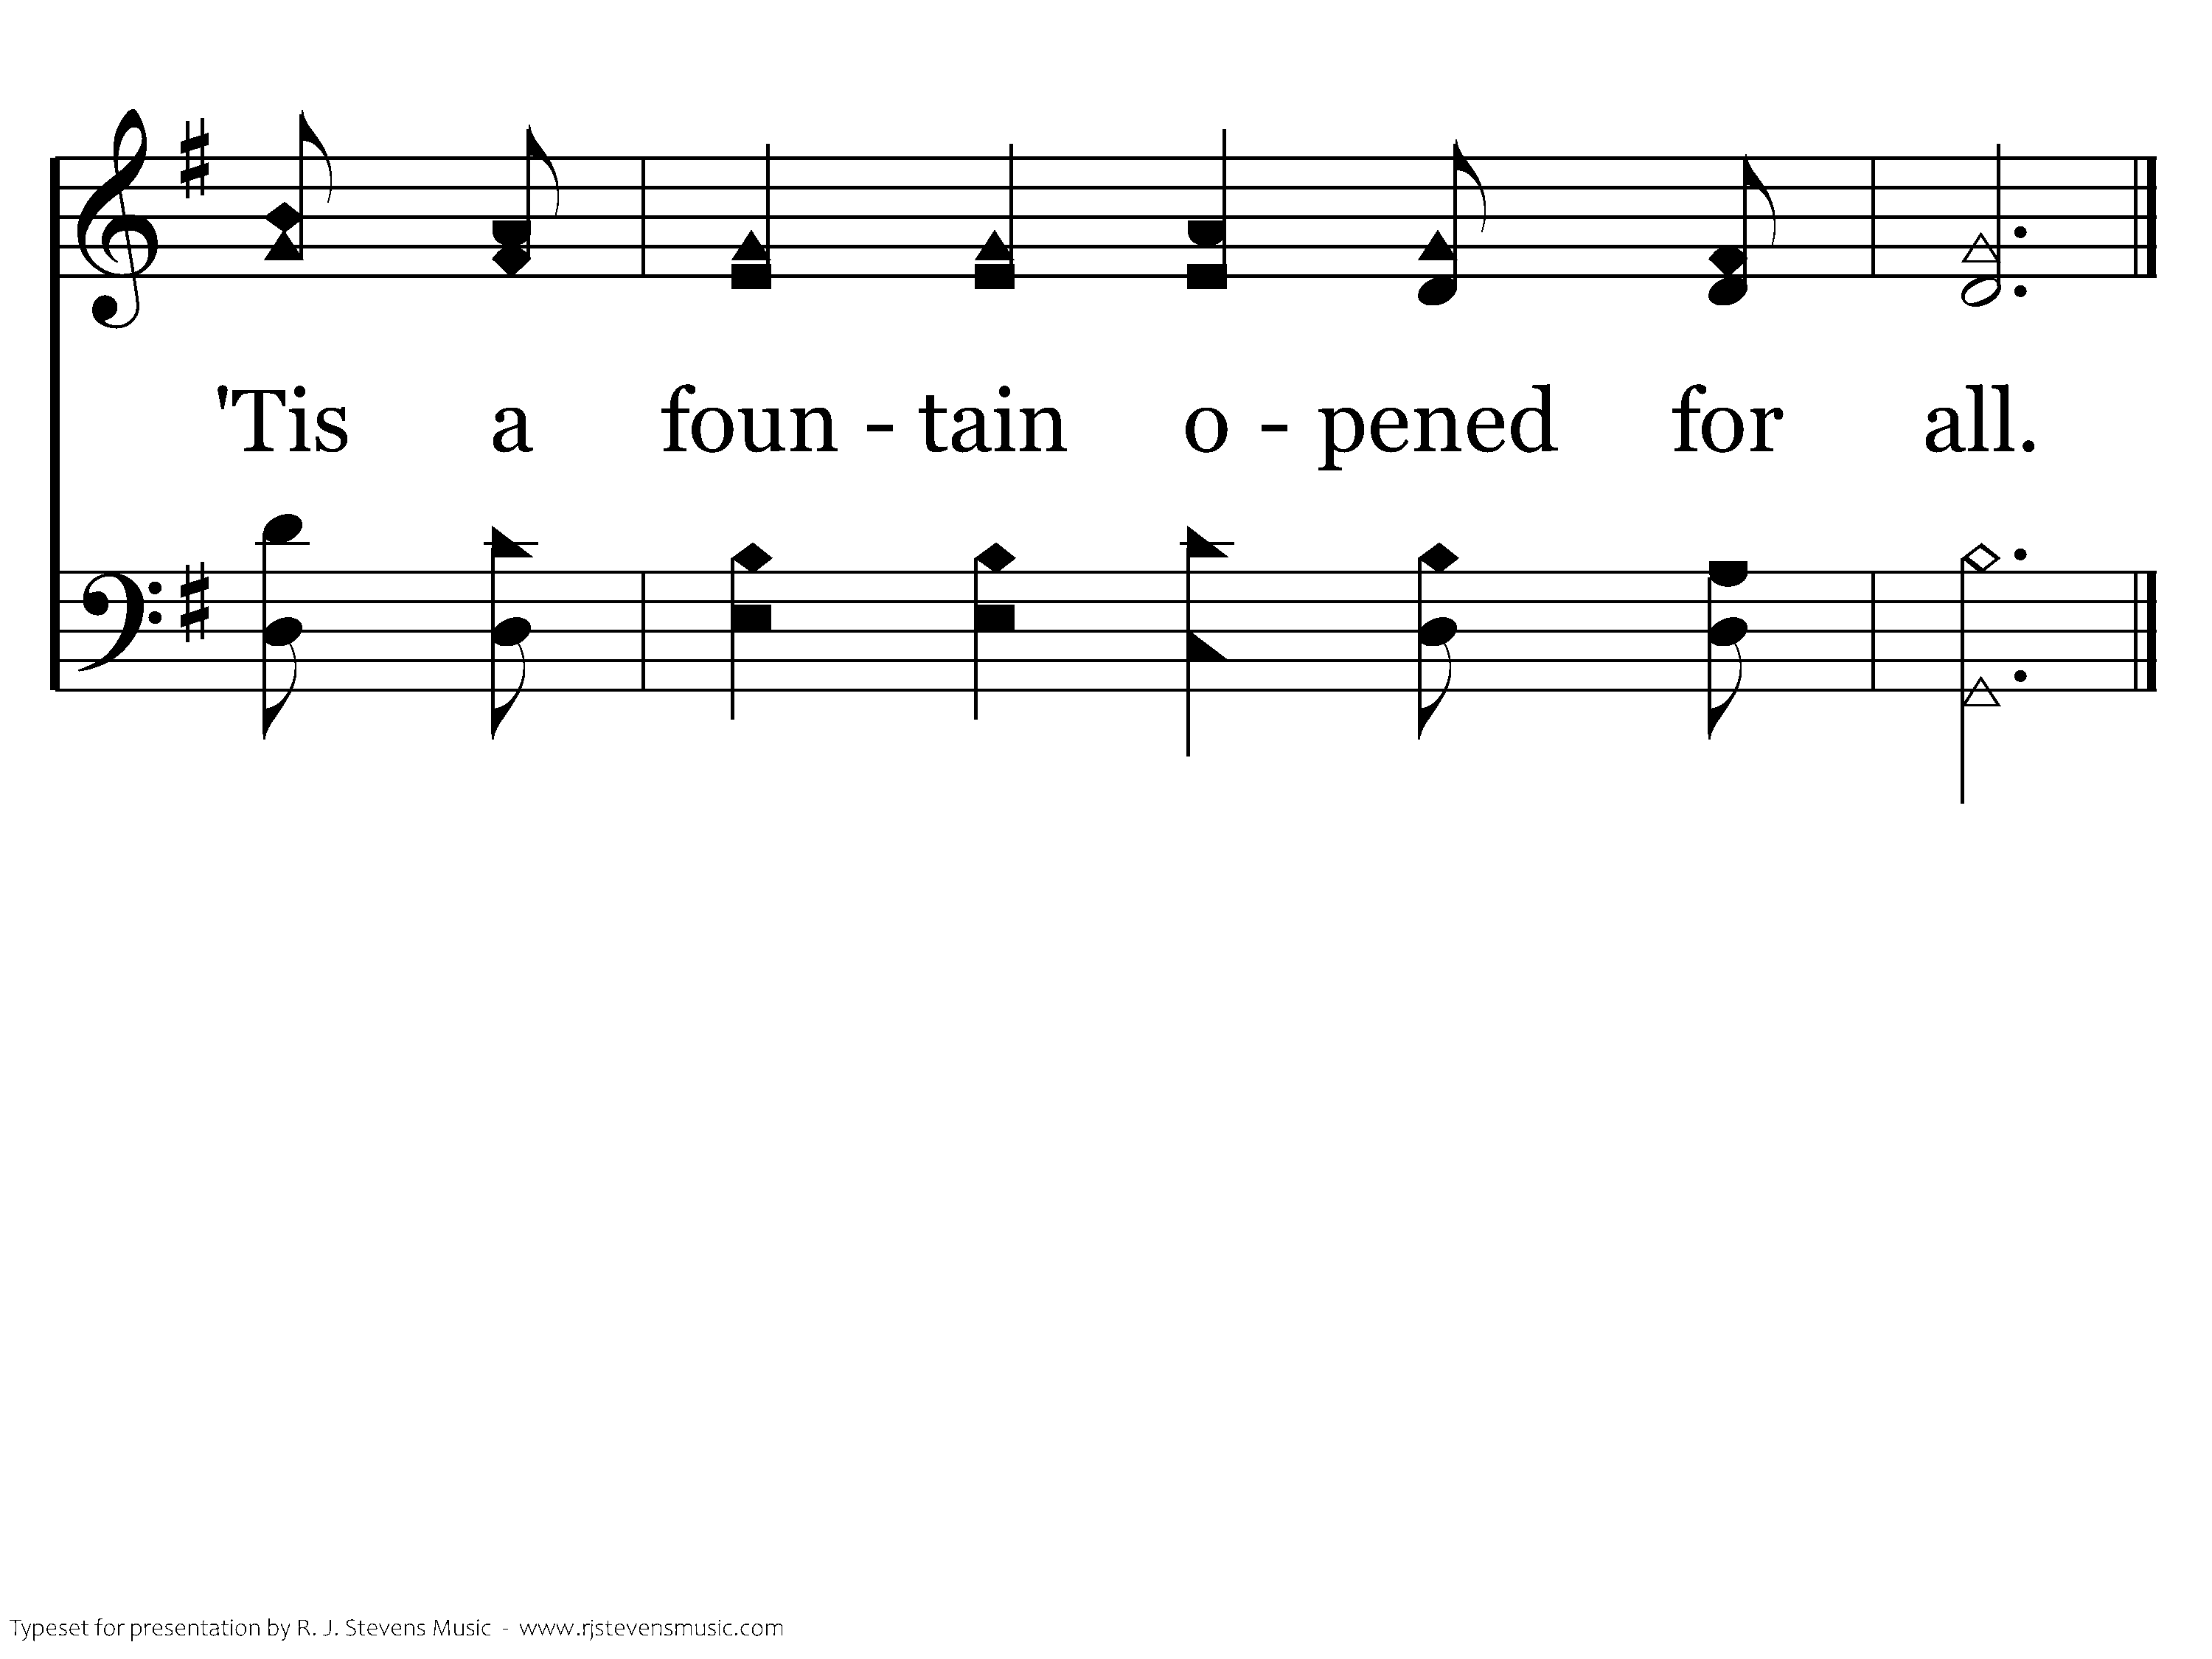 'Tis a foun - tain o - pened for all.
Typeset for presentation by R. J. Stevens Music - www.rjstevensmusic.com